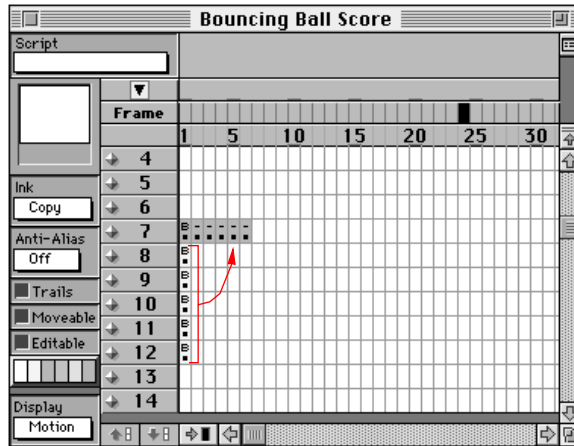 Bouncing Ball Score
Script
Frame
1 5 10 15 20 25 30
4
5
Ink
6
Copy
7 B
Anti-Alias
8 B
Off
9 B
Trails
10 B
Moveable
11 B
Editable
12 B
13
Display
14
Motion